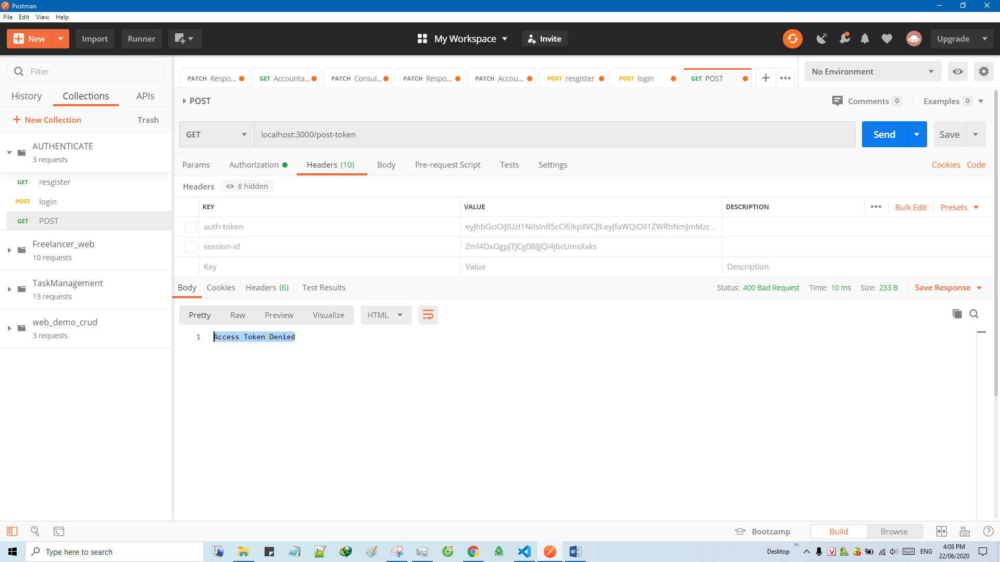 Postman
File Edit View Help
New Import Runner My Workspace Invite Upgrade
Filter
History Collections APIs
New Collection Trash
AUTHENTICATE
3 requests
GET resgister
POST login
GET POST
Freelancer_web
10 requests
TaskManagement
13 requests
web_demo_crud
3 requests
PATCH Respo... GET Accounta... PATCH Consul... PATCH Respo... PATCH Accou... POST resgister POST login GET POST
No Environment
POST
Comments 0 Examples 0
GET localhost:3000/post-token Send Save
Params Authorization Headers (10) Body Pre-request Script Tests Settings Cookies Code
Headers 8 hidden
KEY VALUE DESCRIPTION Bulk Edit Presets
auth-token
session-id
Key Value Description
Body Cookies Headers (6) Test Results Status: 400 Bad Request Time: 10 ms Size: 233 B Save Response
Pretty Raw Preview Visualize HTML
1 Access Token Denied
Bootcamp Build Browse
Type here to search Desktop ENG
4:08 PM
22/06/2020